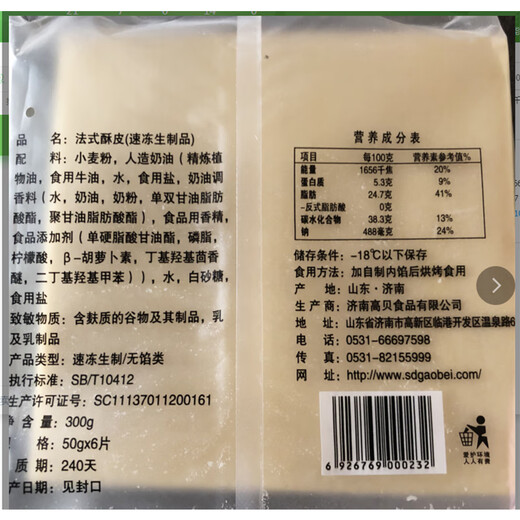 品 名：法式酥皮(速冻生制品)
配 料：小麦粉，人造奶油（精炼植
物油，食用牛油，水，食用盐，奶油调
香料（水，奶油，奶粉，单双甘油脂肪
酸酯，聚甘油脂肪酸酯），食品用香精，
食品添加剂（单硬脂酸甘油酯，磷脂，
柠檬酸，β-胡萝卜素，丁基羟基茴香
醚，二丁基羟基甲苯）），水，白砂糖，
食用盐
致敏物质：含麸质的谷物及其制品，乳
及乳制品
产品类型：速冻生制/无馅类
执行标准：SB/T10412
生产许可证号：SC11137011200161
净 含 量：300g
格：50gx6片
质 期：240天
产日期：见封口
营养成分表
项目 每100克 营养素参考值%
能量 1656千焦 20%
蛋白质 5.3克 9%
脂肪 24.7克 41%
-反式脂肪酸 0克
碳水化合物 38.3克 13%
钠 488毫克 24%
储存条件：-18℃以下保存
食用方法：加自制内馅后烘烤食用
产 地：山东·济南
生 产 商：济南高贝食品有限公司
地 址：山东省济南市高新区临港开发区温泉路6
电 话：0531-66697598
传 真：0531-82155999
网 址：http://www.sdgaobei.com/
6 926769 000232
爱护环境
人人有责